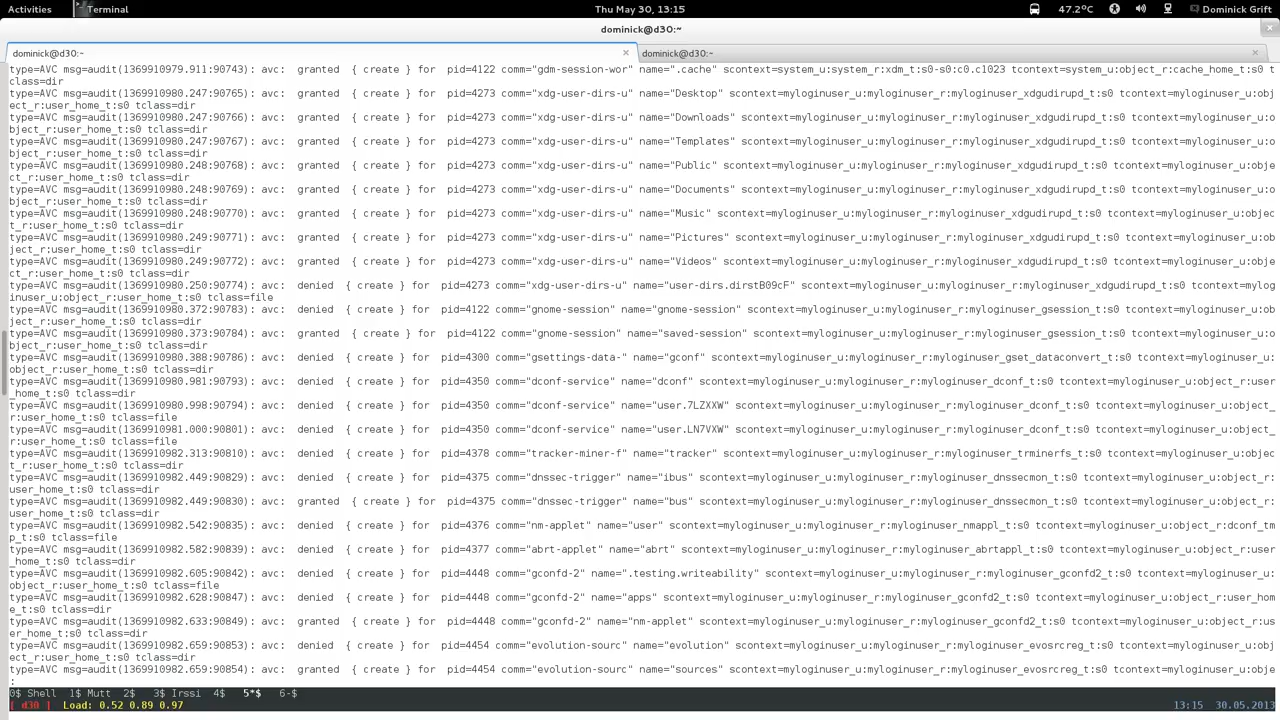 Activities Terminal Thu May 30, 13:15 47.2°C Dominick Grift
dominick@d30:~
dominick@d30:~ dominick@d30:~
type=AVC msg=audit(1369910979.911:90743): avc:  granted  { create } for  pid=4122 comm="gdm-session-wor" name=".cache" scontext=system_u:system_r:xdm_t:s0-s0:c0.c1023 tcontext=system_u:object_r:cache_home_t:s0 t
class=dir
type=AVC msg=audit(1369910980.247:90765): avc:  granted  { create } for  pid=4273 comm="xdg-user-dirs-u" name="Desktop" scontext=myloginuser_u:myloginuser_r:myloginuser_xdgudirupd_t:s0 tcontext=myloginuser_u:obj
ect_r:user_home_t:s0 tclass=dir
type=AVC msg=audit(1369910980.247:90766): avc:  granted  { create } for  pid=4273 comm="xdg-user-dirs-u" name="Downloads" scontext=myloginuser_u:myloginuser_r:myloginuser_xdgudirupd_t:s0 tcontext=myloginuser_u:o
bject_r:user_home_t:s0 tclass=dir
type=AVC msg=audit(1369910980.247:90767): avc:  granted  { create } for  pid=4273 comm="xdg-user-dirs-u" name="Templates" scontext=myloginuser_u:myloginuser_r:myloginuser_xdgudirupd_t:s0 tcontext=myloginuser_u:o
bject_r:user_home_t:s0 tclass=dir
type=AVC msg=audit(1369910980.248:90768): avc:  granted  { create } for  pid=4273 comm="xdg-user-dirs-u" name="Public" scontext=myloginuser_u:myloginuser_r:myloginuser_xdgudirupd_t:s0 tcontext=myloginuser_u:obje
ct_r:user_home_t:s0 tclass=dir
type=AVC msg=audit(1369910980.248:90769): avc:  granted  { create } for  pid=4273 comm="xdg-user-dirs-u" name="Documents" scontext=myloginuser_u:myloginuser_r:myloginuser_xdgudirupd_t:s0 tcontext=myloginuser_u:o
bject_r:user_home_t:s0 tclass=dir
type=AVC msg=audit(1369910980.248:90770): avc:  granted  { create } for  pid=4273 comm="xdg-user-dirs-u" name="Music" scontext=myloginuser_u:myloginuser_r:myloginuser_xdgudirupd_t:s0 tcontext=myloginuser_u:objec
t_r:user_home_t:s0 tclass=dir
type=AVC msg=audit(1369910980.249:90771): avc:  granted  { create } for  pid=4273 comm="xdg-user-dirs-u" name="Pictures" scontext=myloginuser_u:myloginuser_r:myloginuser_xdgudirupd_t:s0 tcontext=myloginuser_u:ob
ject_r:user_home_t:s0 tclass=dir
type=AVC msg=audit(1369910980.249:90772): avc:  granted  { create } for  pid=4273 comm="xdg-user-dirs-u" name="Videos" scontext=myloginuser_u:myloginuser_r:myloginuser_xdgudirupd_t:s0 tcontext=myloginuser_u:obje
ct_r:user_home_t:s0 tclass=dir
type=AVC msg=audit(1369910980.250:90774): avc:  denied  { create } for  pid=4273 comm="xdg-user-dirs-u" name="user-dirs.dirstB09cF" scontext=myloginuser_u:myloginuser_r:myloginuser_xdgudirupd_t:s0 tcontext=mylog
inuser_u:object_r:user_home_t:s0 tclass=file
type=AVC msg=audit(1369910980.372:90783): avc:  denied  { create } for  pid=4122 comm="gnome-session" name="gnome-session" scontext=myloginuser_u:myloginuser_r:myloginuser_gsession_t:s0 tcontext=myloginuser_u:ob
ject_r:user_home_t:s0 tclass=dir
type=AVC msg=audit(1369910980.373:90784): avc:  granted  { create } for  pid=4122 comm="gnome-session" name="saved-session" scontext=myloginuser_u:myloginuser_r:myloginuser_gsession_t:s0 tcontext=myloginuser_u:o
bject_r:user_home_t:s0 tclass=dir
type=AVC msg=audit(1369910980.388:90786): avc:  denied  { create } for  pid=4300 comm="gsettings-data-" name="gconf" scontext=myloginuser_u:myloginuser_r:myloginuser_gset_dataconvert_t:s0 tcontext=myloginuser_u:
object_r:user_home_t:s0 tclass=dir
type=AVC msg=audit(1369910980.981:90793): avc:  denied  { create } for  pid=4350 comm="dconf-service" name="dconf" scontext=myloginuser_u:myloginuser_r:myloginuser_dconf_t:s0 tcontext=myloginuser_u:object_r:user
_home_t:s0 tclass=dir
type=AVC msg=audit(1369910980.998:90794): avc:  denied  { create } for  pid=4350 comm="dconf-service" name="user.7LZXXW" scontext=myloginuser_u:myloginuser_r:myloginuser_dconf_t:s0 tcontext=myloginuser_u:object_
r:user_home_t:s0 tclass=file
type=AVC msg=audit(1369910981.000:90801): avc:  denied  { create } for  pid=4350 comm="dconf-service" name="user.LN7VXW" scontext=myloginuser_u:myloginuser_r:myloginuser_dconf_t:s0 tcontext=myloginuser_u:object_
r:user_home_t:s0 tclass=file
type=AVC msg=audit(1369910982.313:90810): avc:  denied  { create } for  pid=4378 comm="tracker-miner-f" name="tracker" scontext=myloginuser_u:myloginuser_r:myloginuser_trminerfs_t:s0 tcontext=myloginuser_u:objec
t_r:user_home_t:s0 tclass=dir
type=AVC msg=audit(1369910982.449:90829): avc:  denied  { create } for  pid=4375 comm="dnssec-trigger" name="ibus" scontext=myloginuser_u:myloginuser_r:myloginuser_dnssecmon_t:s0 tcontext=myloginuser_u:object_r:
user_home_t:s0 tclass=dir
type=AVC msg=audit(1369910982.449:90830): avc:  granted  { create } for  pid=4375 comm="dnssec-trigger" name="bus" scontext=myloginuser_u:myloginuser_r:myloginuser_dnssecmon_t:s0 tcontext=myloginuser_u:object_r:
user_home_t:s0 tclass=dir
type=AVC msg=audit(1369910982.542:90835): avc:  denied  { create } for  pid=4376 comm="nm-applet" name="user" scontext=myloginuser_u:myloginuser_r:myloginuser_nmappl_t:s0 tcontext=myloginuser_u:object_r:dconf_tm
p_t:s0 tclass=file
type=AVC msg=audit(1369910982.582:90839): avc:  denied  { create } for  pid=4377 comm="abrt-applet" name="abrt" scontext=myloginuser_u:myloginuser_r:myloginuser_abrtappl_t:s0 tcontext=myloginuser_u:object_r:user
_home_t:s0 tclass=dir
type=AVC msg=audit(1369910982.605:90842): avc:  denied  { create } for  pid=4448 comm="gconfd-2" name=".testing.writeability" scontext=myloginuser_u:myloginuser_r:myloginuser_gconfd2_t:s0 tcontext=myloginuser_u:
object_r:user_home_t:s0 tclass=file
type=AVC msg=audit(1369910982.628:90847): avc:  denied  { create } for  pid=4448 comm="gconfd-2" name="apps" scontext=myloginuser_u:myloginuser_r:myloginuser_gconfd2_t:s0 tcontext=myloginuser_u:object_r:user_hom
e_t:s0 tclass=dir
type=AVC msg=audit(1369910982.633:90849): avc:  granted  { create } for  pid=4448 comm="gconfd-2" name="nm-applet" scontext=myloginuser_u:myloginuser_r:myloginuser_gconfd2_t:s0 tcontext=myloginuser_u:object_r:us
er_home_t:s0 tclass=dir
type=AVC msg=audit(1369910982.659:90853): avc:  denied  { create } for  pid=4454 comm="evolution-sourc" name="evolution" scontext=myloginuser_u:myloginuser_r:myloginuser_evosrcreg_t:s0 tcontext=myloginuser_u:obj
ect_r:user_home_t:s0 tclass=dir
type=AVC msg=audit(1369910982.659:90854): avc:  granted  { create } for  pid=4454 comm="evolution-sourc" name="sources" scontext=myloginuser_u:myloginuser_r:myloginuser_evosrcreg_t:s0 tcontext=myloginuser_u:obje
:
0$ Shell  1$ Mutt  2$   3$ Irssi  4$   5*$   6-$
[ d30 ]  Load: 0.52 0.89 0.97 13:15  30.05.2013